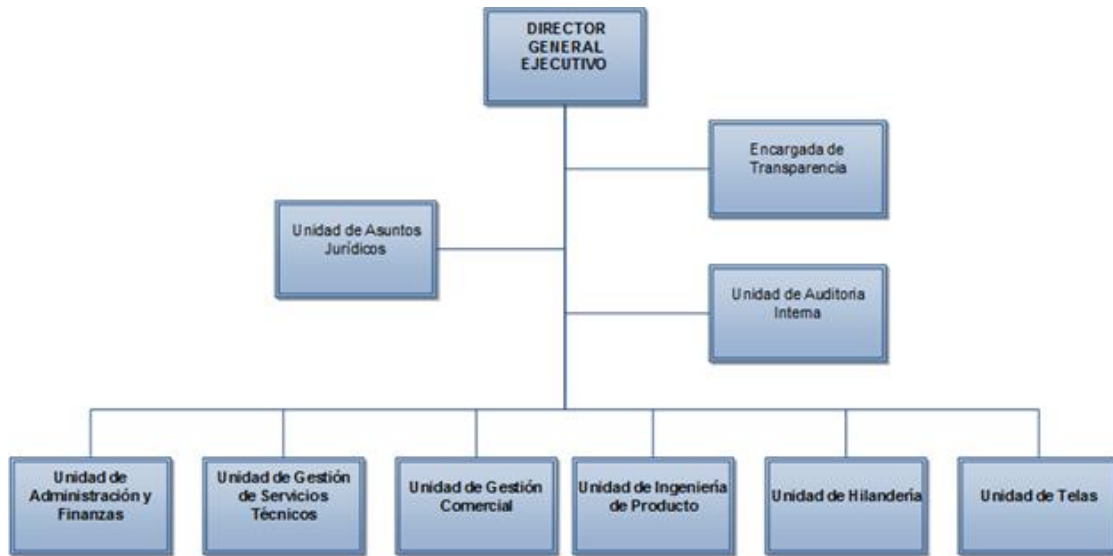 DIRECTOR
GENERAL
EJECUTIVO
Encargada de
Transparencia
Unidad de Asuntos
Jurídicos
Unidad de Auditoria
Interna
Unidad de
Administración y
Finanzas
Unidad de Gestión
de Servicios
Técnicos
Unidad de Gestión
Comercial
Unidad de Ingeniería
de Producto
Unidad de Hilandería
Unidad de Telas